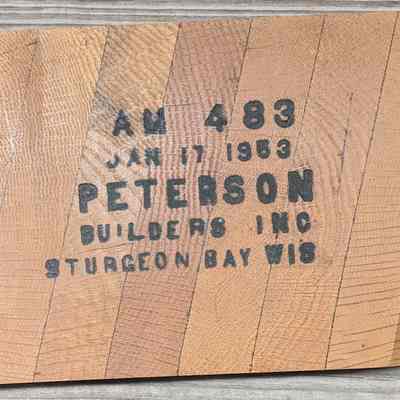 AM 483
JAN 17 1953
PETERSON
BUILDERS INC
STURGEON BAY WIS